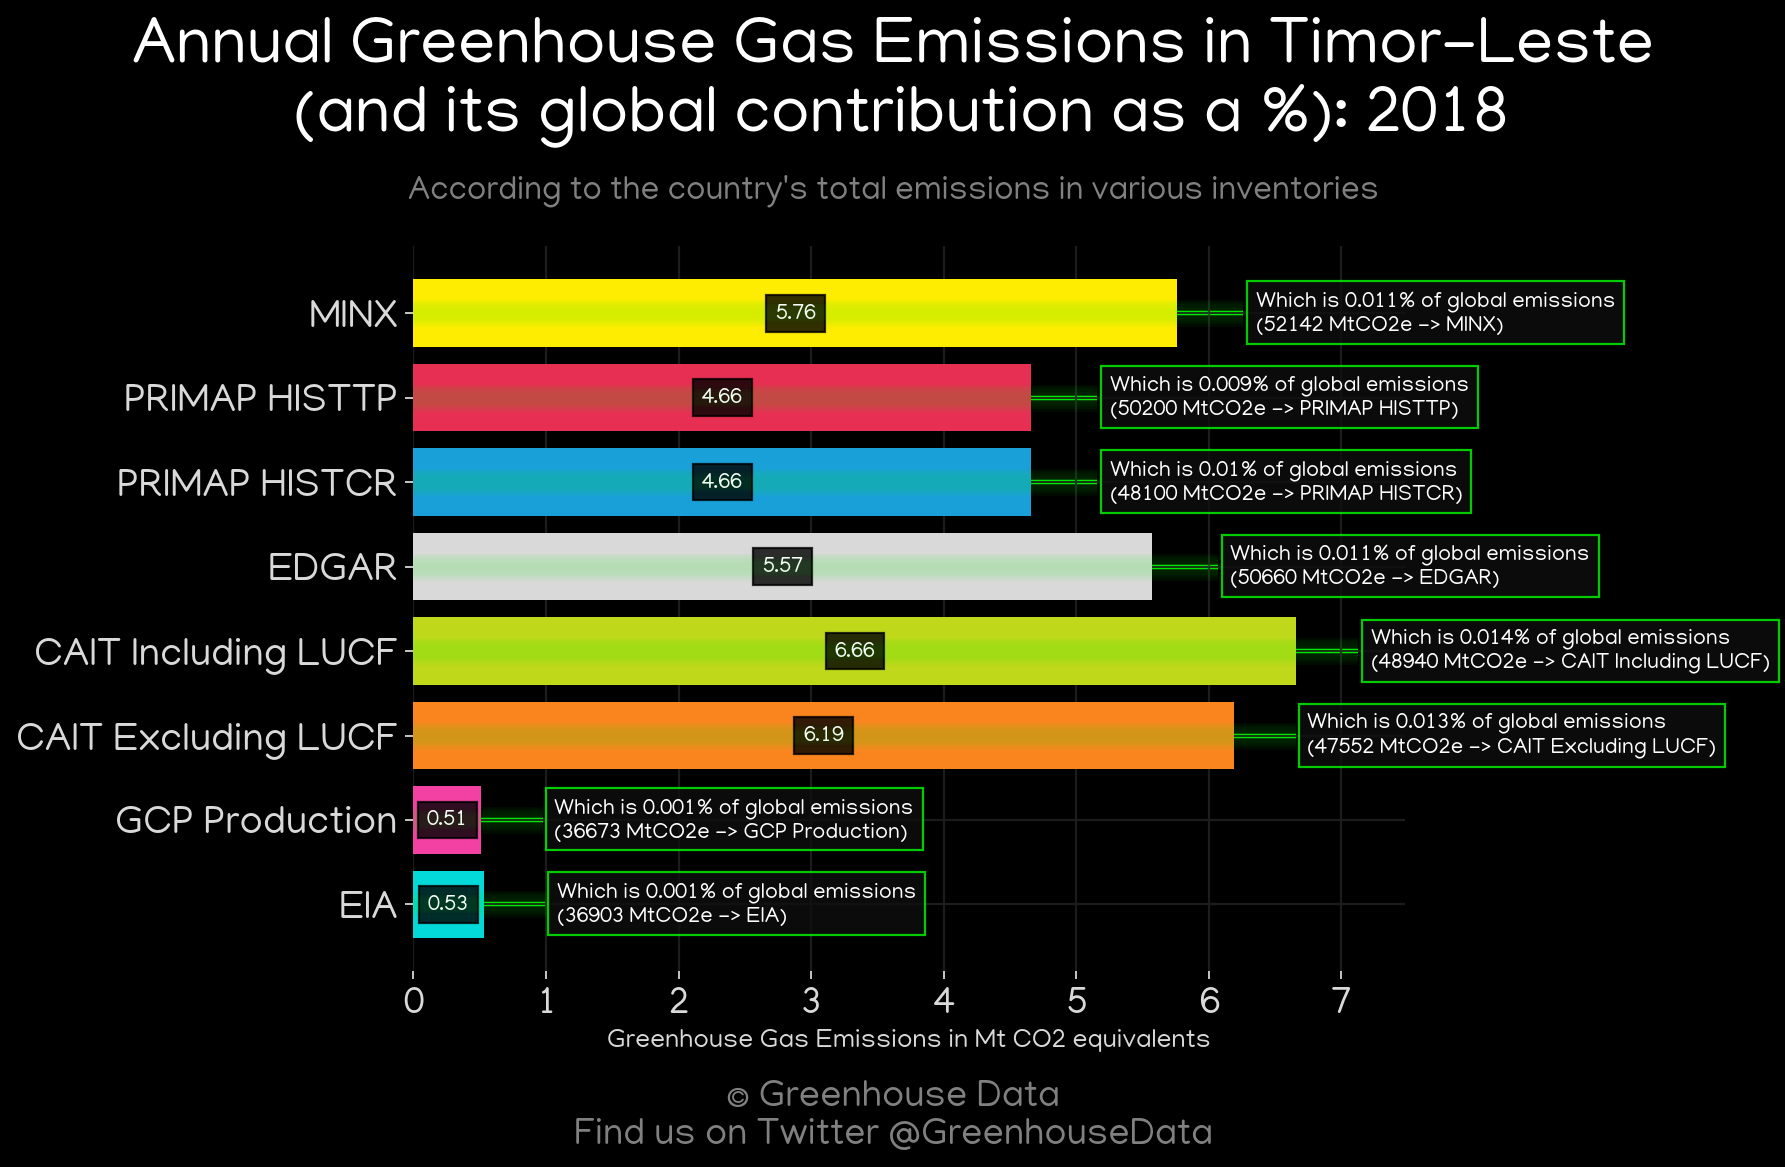 Annual Greenhouse Gas Emissions in Timor-Leste
(and its global contribution as a %): 2018
According to the country's total emissions in various inventories
MINX
5.76
Which is 0.011% of global emissions
(52142 MtCO2e -> MINX)
PRIMAP HISTTP
4.66
Which is 0.009% of global emissions
(50200 MtCO2e -> PRIMAP HISTTP)
PRIMAP HISTCR
4.66
Which is 0.01% of global emissions
(48100 MtCO2e -> PRIMAP HISTCR)
EDGAR
5.57
Which is 0.011% of global emissions
(50660 MtCO2e -> EDGAR)
CAIT Including LUCF
6.66
Which is 0.014% of global emissions
(48940 MtCO2e -> CAIT Including LUCF)
CAIT Excluding LUCF
6.19
Which is 0.013% of global emissions
(47552 MtCO2e -> CAIT Excluding LUCF)
GCP Production
0.51
Which is 0.001% of global emissions
(36673 MtCO2e -> GCP Production)
EIA
0.53
Which is 0.001% of global emissions
(36903 MtCO2e -> EIA)
0 1 2 3 4 5 6 7
Greenhouse Gas Emissions in Mt CO2 equivalents
© Greenhouse Data
Find us on Twitter @GreenhouseData